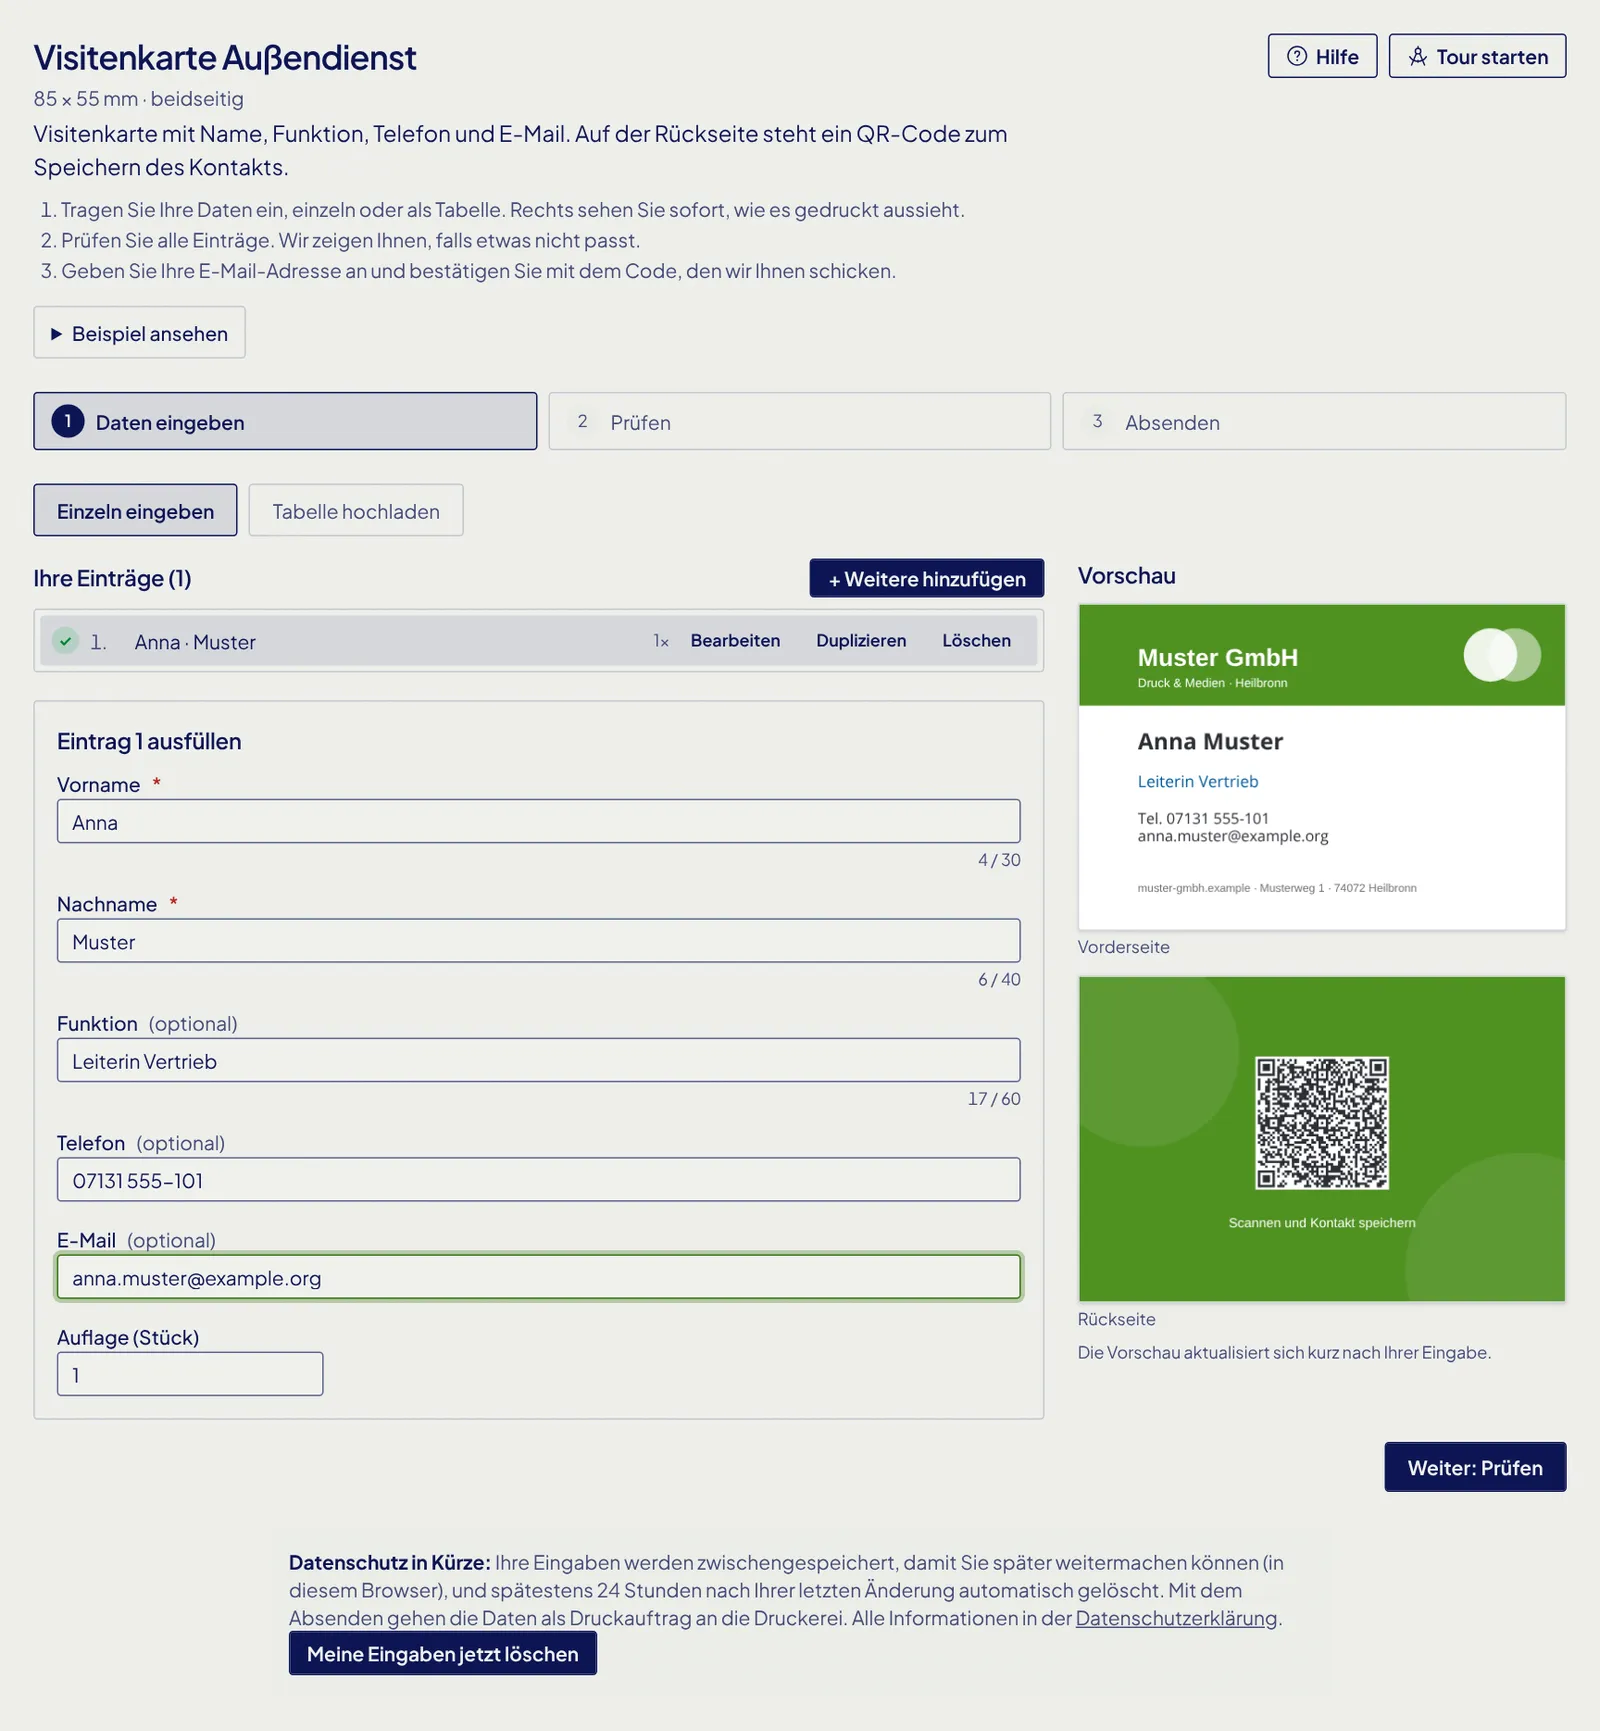 Visitenkarte Außendienst
Hilfe
Tour starten
85 × 55 mm · beidseitig
Visitenkarte mit Name, Funktion, Telefon und E-Mail. Auf der Rückseite steht ein QR-Code zum
Speichern des Kontakts.
1. Tragen Sie Ihre Daten ein, einzeln oder als Tabelle. Rechts sehen Sie sofort, wie es gedruckt aussieht.
2. Prüfen Sie alle Einträge. Wir zeigen Ihnen, falls etwas nicht passt.
3. Geben Sie Ihre E-Mail-Adresse an und bestätigen Sie mit dem Code, den wir Ihnen schicken.
Beispiel ansehen
1 Daten eingeben
2 Prüfen
3 Absenden
Einzeln eingeben
Tabelle hochladen
Ihre Einträge (1)
+ Weitere hinzufügen
1. Anna · Muster 1× Bearbeiten Duplizieren Löschen
Eintrag 1 ausfüllen
Vorname *
Anna
4 / 30
Nachname *
Muster
6 / 40
Funktion (optional)
Leiterin Vertrieb
17 / 60
Telefon (optional)
07131 555-101
E-Mail (optional)
anna.muster@example.org
Auflage (Stück)
1
Vorschau
Muster GmbH
Druck & Medien · Heilbronn
Anna Muster
Leiterin Vertrieb
Tel. 07131 555-101
anna.muster@example.org
muster-gmbh.example · Musterweg 1 · 74072 Heilbronn
Vorderseite
Scannen und Kontakt speichern
Rückseite
Die Vorschau aktualisiert sich kurz nach Ihrer Eingabe.
Weiter: Prüfen
Datenschutz in Kürze: Ihre Eingaben werden zwischengespeichert, damit Sie später weitermachen können (in
diesem Browser), und spätestens 24 Stunden nach Ihrer letzten Änderung automatisch gelöscht. Mit dem
Absenden gehen die Daten als Druckauftrag an die Druckerei. Alle Informationen in der Datenschutzerklärung.
Meine Eingaben jetzt löschen